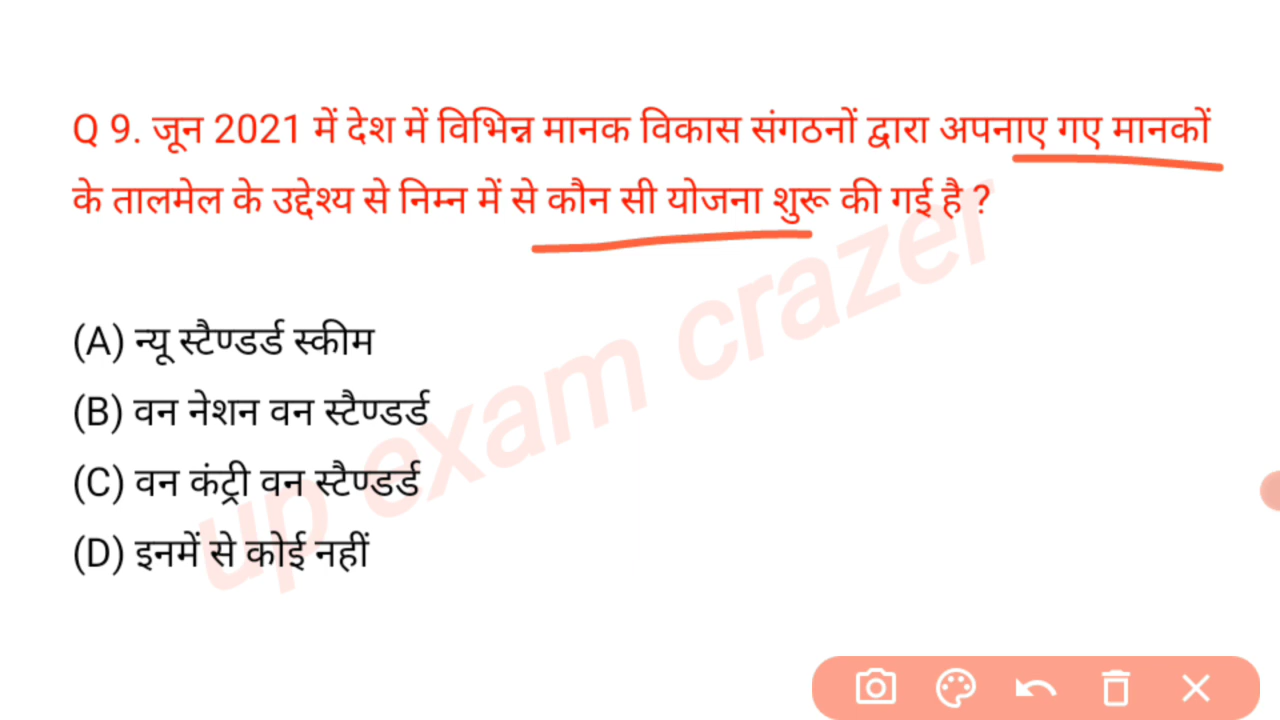 Q 9. जून 2021 में देश में विभिन्न मानक विकास संगठनों द्वारा अपनाए गए मानकों
के तालमेल के उद्देश्य से निम्न में से कौन सी योजना शुरू की गई है ?
(A) न्यू स्टैण्डर्ड स्कीम
(B) वन नेशन वन स्टैण्डर्ड
(C) वन कंट्री वन स्टैण्डर्ड
(D) इनमें से कोई नहीं
up exam crazer